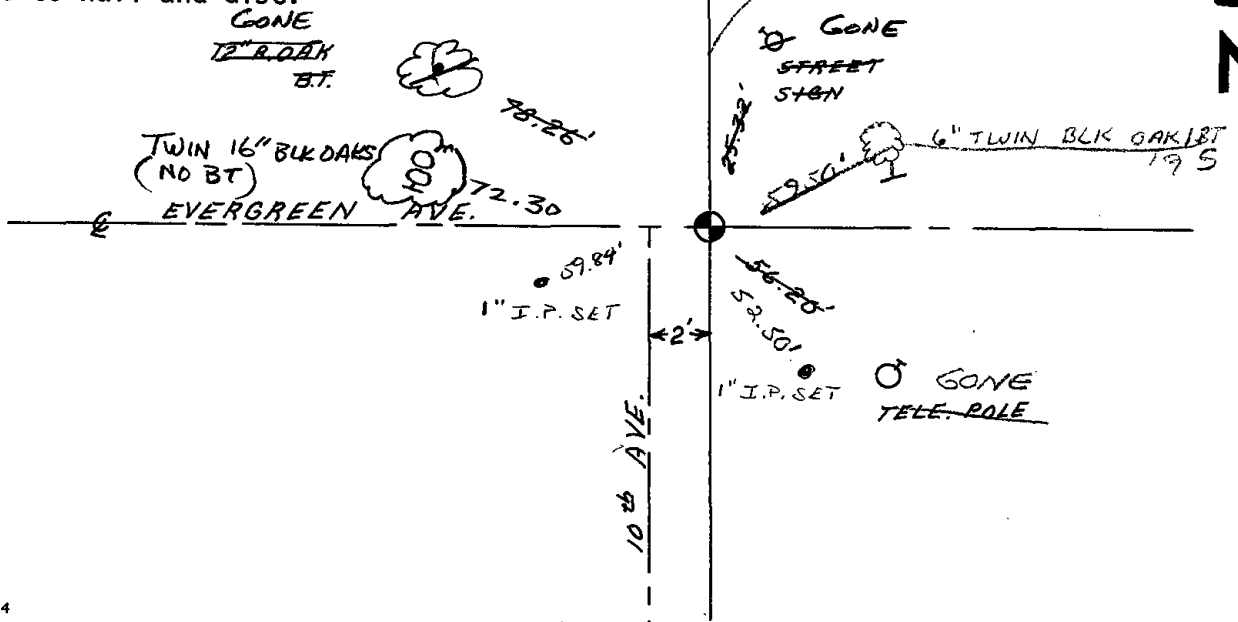 GONE
12" B.OAK
B.T.
GONE
STREET
SIGN
78.26'
25.32'
TWIN 16" BLK OAKS
(NO BT)
72.30
59.50'
6" TWIN BLK OAK
EVERGREEN AVE.
59.84'
1" I.P. SET
56.20'
52.50'
2'
1" I.P. SET
GONE
TELE. POLE
10th AVE.
4